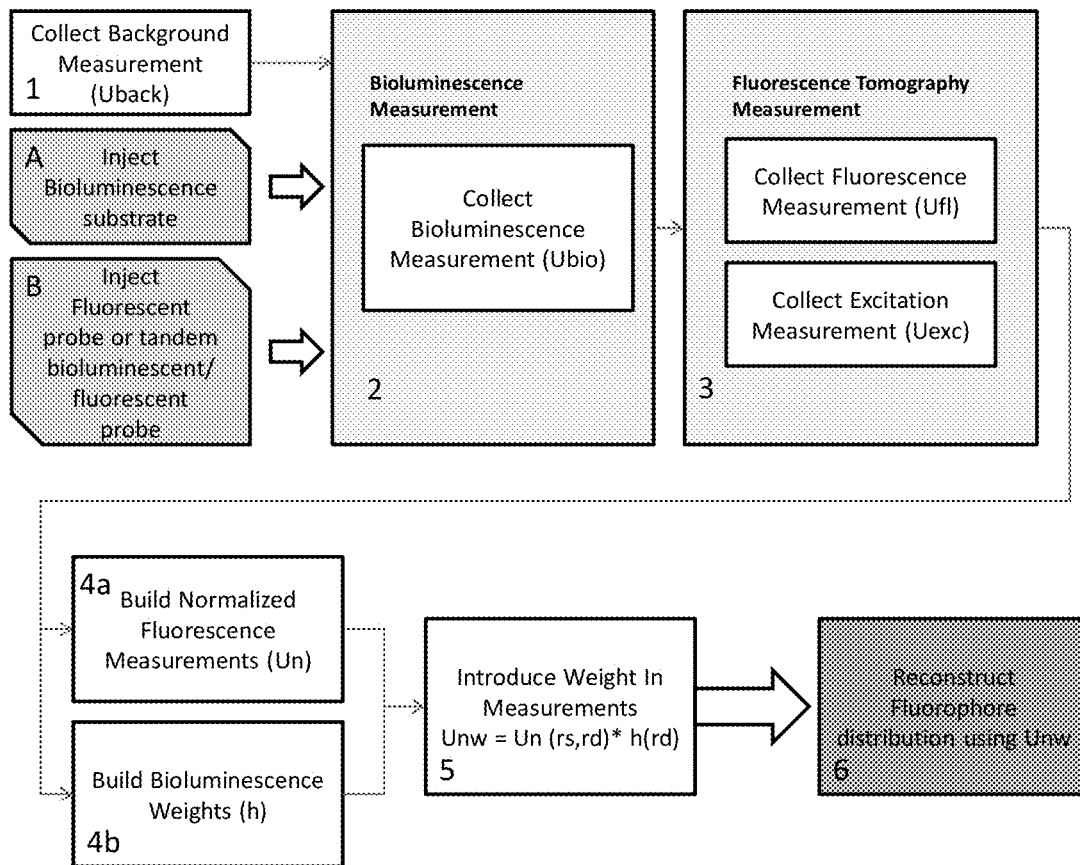 Collect Background
Measurement
(Uback)
1
A
Inject
Bioluminescence
substrate
B
Inject
Fluorescent
probe or tandem
bioluminescent/
fluorescent
probe
Bioluminescence
Measurement
Collect
Bioluminescence
Measurement (Ubio)
2
Fluorescence Tomography
Measurement
Collect Fluorescence
Measurement (Ufl)
Collect Excitation
Measurement (Uexc)
3
4a
Build Normalized
Fluorescence
Measurements (Un)
Build Bioluminescence
Weights (h)
4b
Introduce Weight In
Measurements
Unw = Un (rs,rd)* h(rd)
5
Reconstruct
Fluorophore
distribution using Unw
6